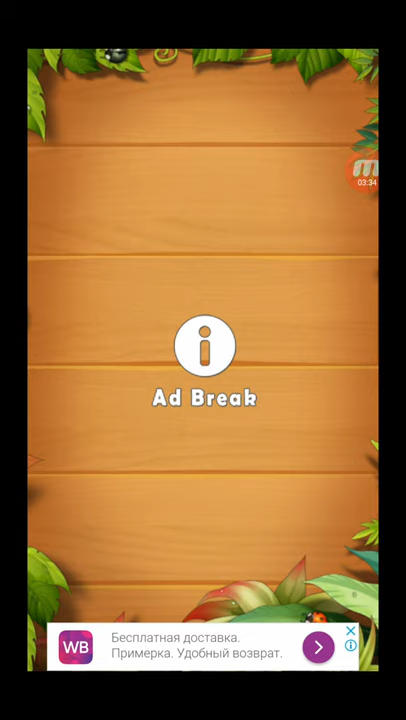 03:34
Ad Break
WB
Бесплатная доставка.
Примерка. Удобный возврат.